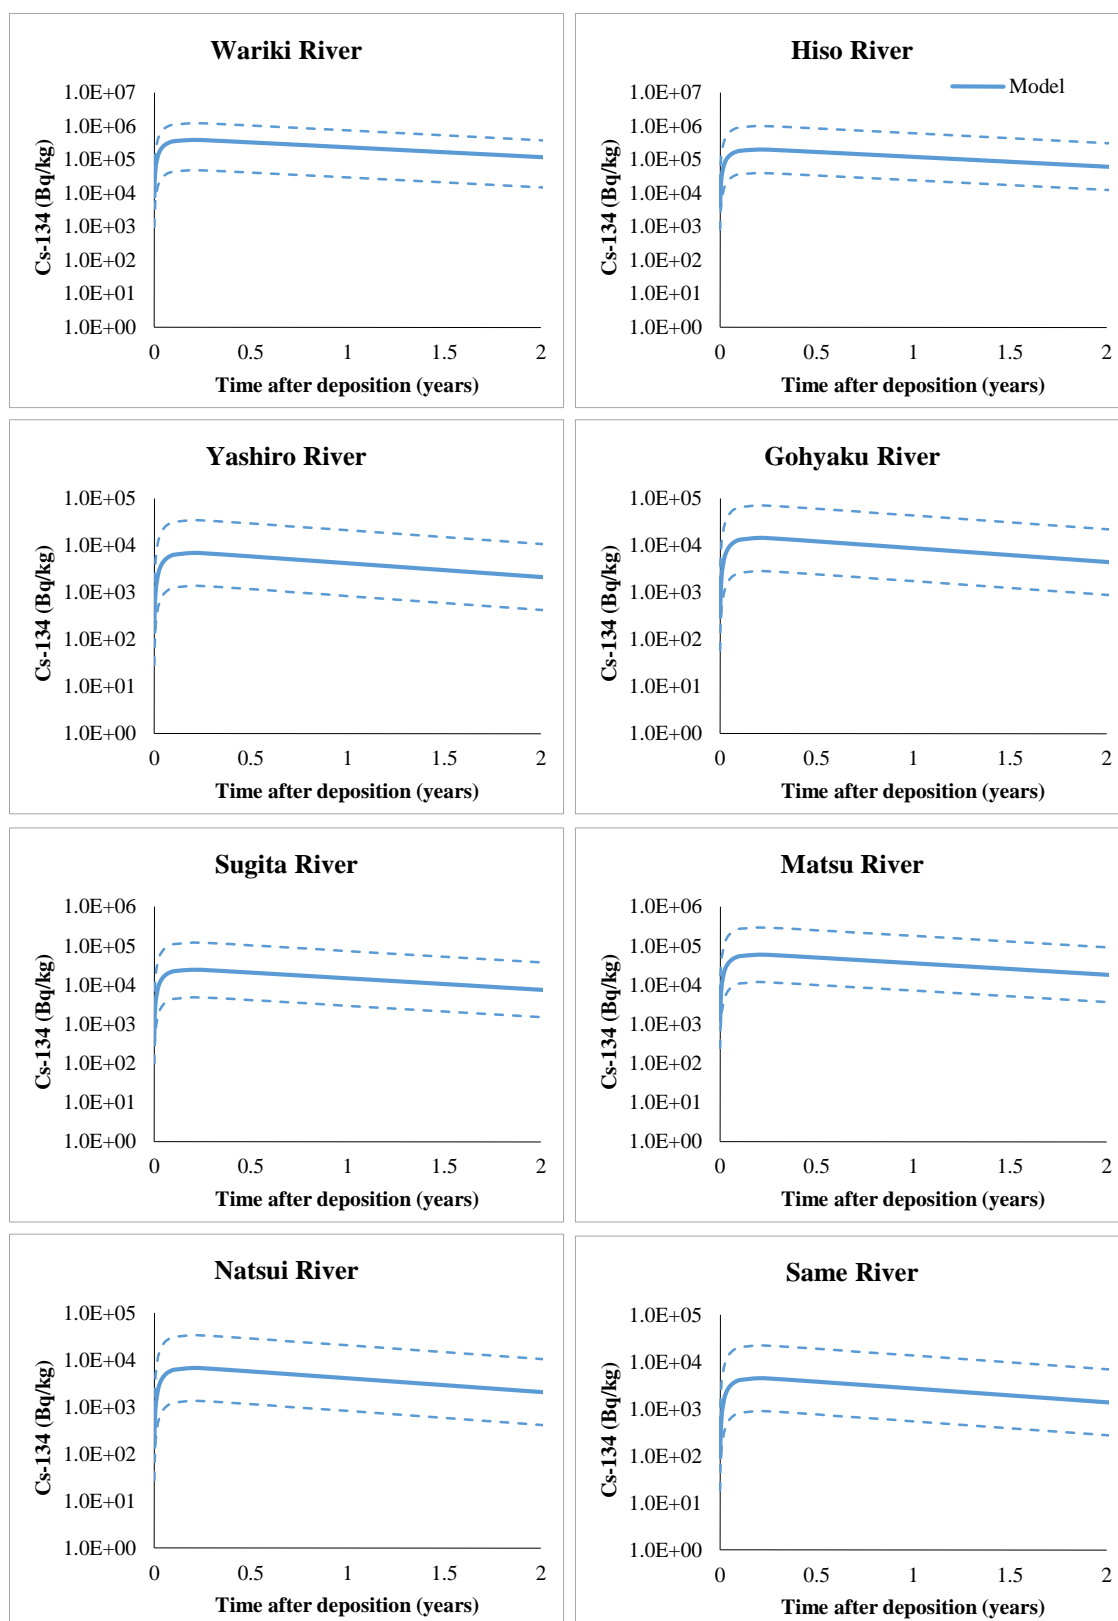 Wariki River
1.0E+07
1.0E+06
1.0E+05
1.0E+04
1.0E+03
1.0E+02
1.0E+01
1.0E+00
Cs-134 (Bq/kg)
0 0.5 1 1.5 2
Time after deposition (years)
Hiso River
Model
1.0E+07
1.0E+06
1.0E+05
1.0E+04
1.0E+03
1.0E+02
1.0E+01
1.0E+00
Cs-134 (Bq/kg)
0 0.5 1 1.5 2
Time after deposition (years)
Yashiro River
1.0E+05
1.0E+04
1.0E+03
1.0E+02
1.0E+01
1.0E+00
Cs-134 (Bq/kg)
0 0.5 1 1.5 2
Time after deposition (years)
Gohyaku River
1.0E+05
1.0E+04
1.0E+03
1.0E+02
1.0E+01
1.0E+00
Cs-134 (Bq/kg)
0 0.5 1 1.5 2
Time after deposition (years)
Sugita River
1.0E+06
1.0E+05
1.0E+04
1.0E+03
1.0E+02
1.0E+01
1.0E+00
Cs-134 (Bq/kg)
0 0.5 1 1.5 2
Time after deposition (years)
Matsu River
1.0E+06
1.0E+05
1.0E+04
1.0E+03
1.0E+02
1.0E+01
1.0E+00
Cs-134 (Bq/kg)
0 0.5 1 1.5 2
Time after deposition (years)
Natsui River
1.0E+05
1.0E+04
1.0E+03
1.0E+02
1.0E+01
1.0E+00
Cs-134 (Bq/kg)
0 0.5 1 1.5 2
Time after deposition (years)
Same River
1.0E+05
1.0E+04
1.0E+03
1.0E+02
1.0E+01
1.0E+00
Cs-134 (Bq/kg)
0 0.5 1 1.5 2
Time after deposition (years)